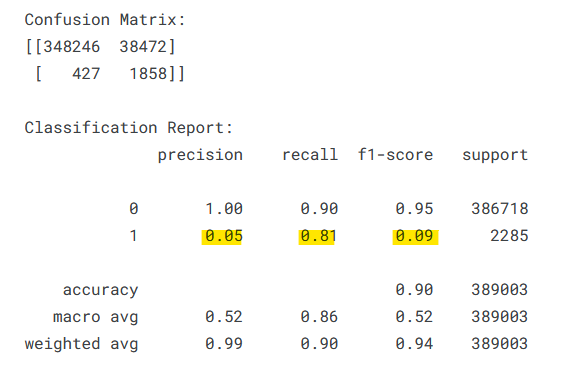 Confusion Matrix:
[[348246  38472]
 [   427   1858]]
Classification Report:
              precision    recall  f1-score   support
           0       1.00      0.90      0.95    386718
           1       0.05      0.81      0.09      2285
    accuracy                           0.90    389003
   macro avg       0.52      0.86      0.52    389003
weighted avg       0.99      0.90      0.94    389003